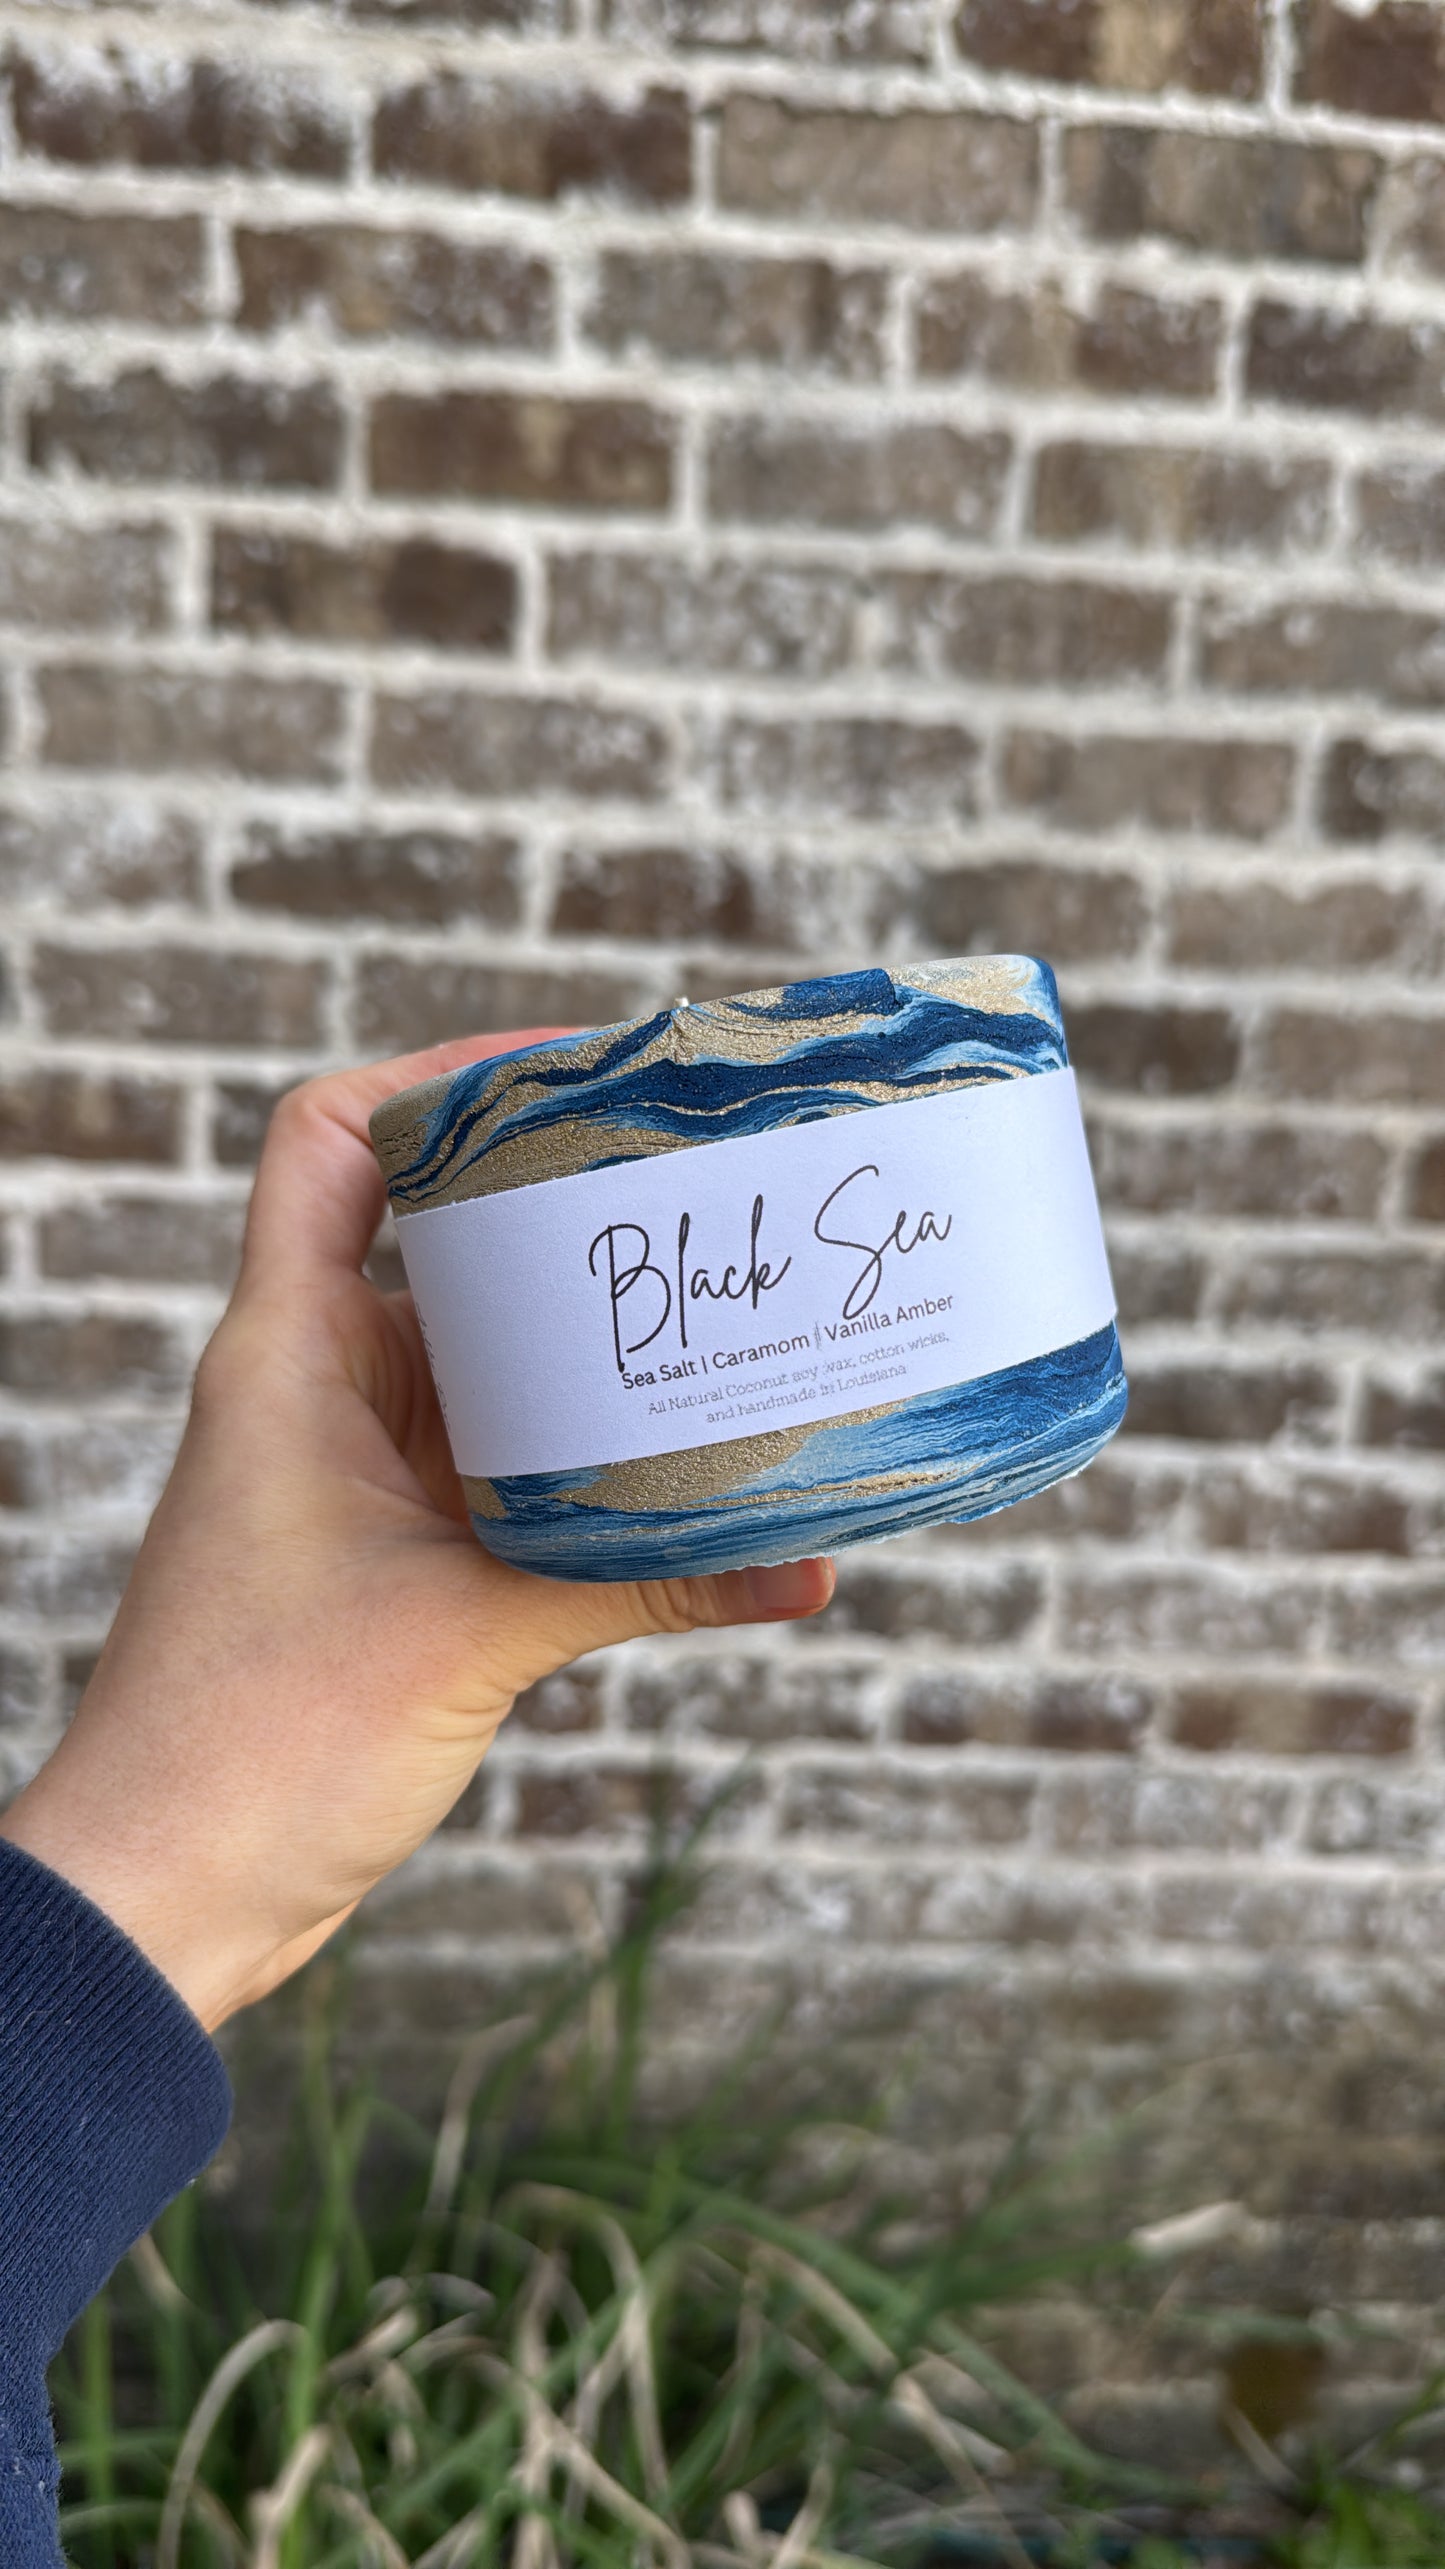 Black Sea
Sea Salt | Caramom | Vanilla Amber
All Natural Coconut soy wax, cotton wicks,
and handmade in Louisiana